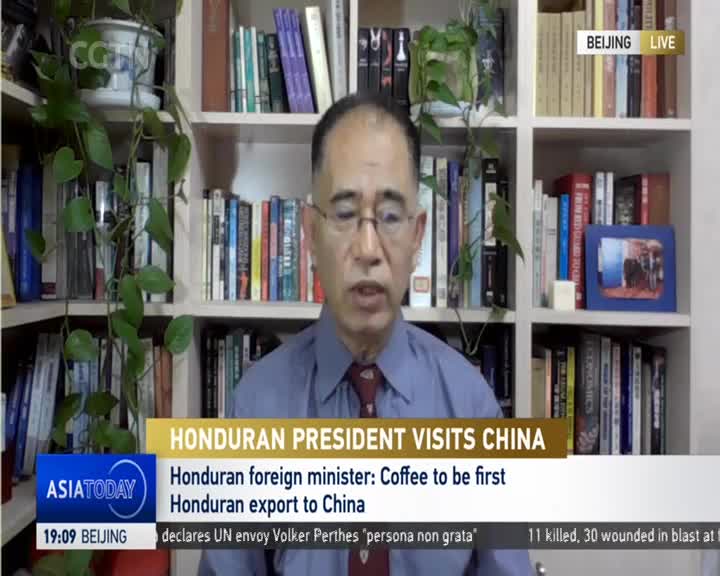 CGTN
BEIJING LIVE
HONDURAN PRESIDENT VISITS CHINA
Honduran foreign minister: Coffee to be first
Honduran export to China
ASIA TODAY
19:09 BEIJING
declares UN envoy Volker Perthes "persona non grata" 11 killed, 30 wounded in blast at